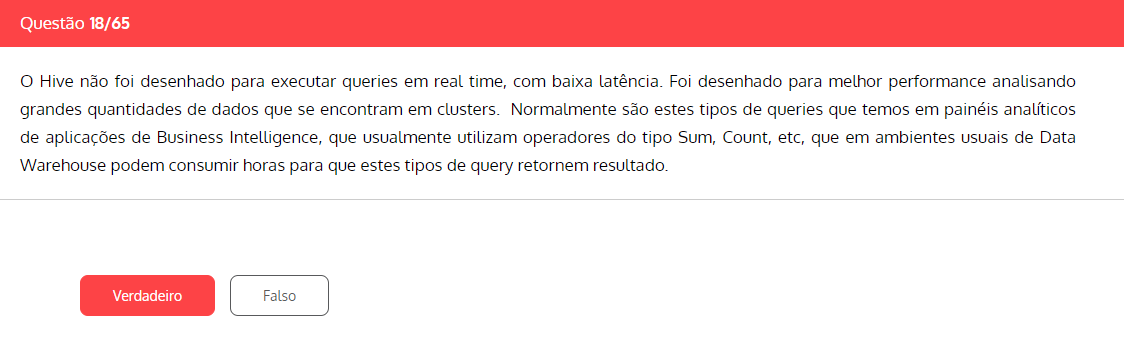 Questão 18/65
O Hive não foi desenhado para executar queries em real time, com baixa latência. Foi desenhado para melhor performance analisando
grandes quantidades de dados que se encontram em clusters. Normalmente são estes tipos de queries que temos em painéis analíticos
de aplicações de Business Intelligence, que usualmente utilizam operadores do tipo Sum, Count, etc, que em ambientes usuais de Data
Warehouse podem consumir horas para que estes tipos de query retornem resultado.
Verdadeiro Falso